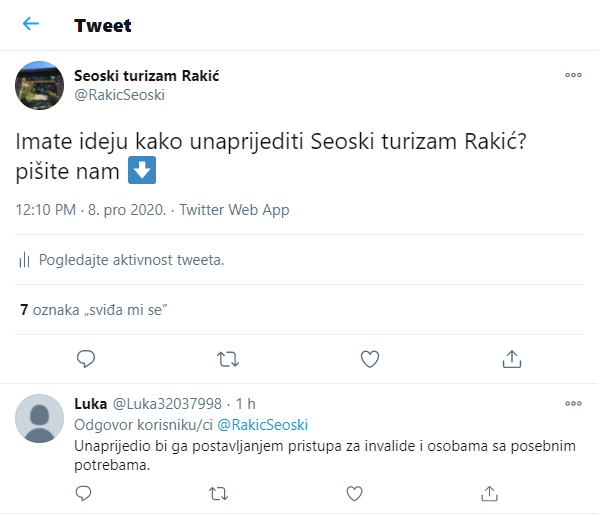 Tweet
Seoski turizam Rakić
@RakicSeoski
Imate ideju kako unaprijediti Seoski turizam Rakić?
pišite nam ⬇️
12:10 PM · 8. pro 2020. · Twitter Web App
Pogledajte aktivnost tweeta.
7 oznaka „sviđa mi se”
Luka @Luka32037998 · 1 h
Odgovor korisniku/ci @RakicSeoski
Unaprijedio bi ga postavljanjem pristupa za invalide i osobama sa posebnim
potrebama.